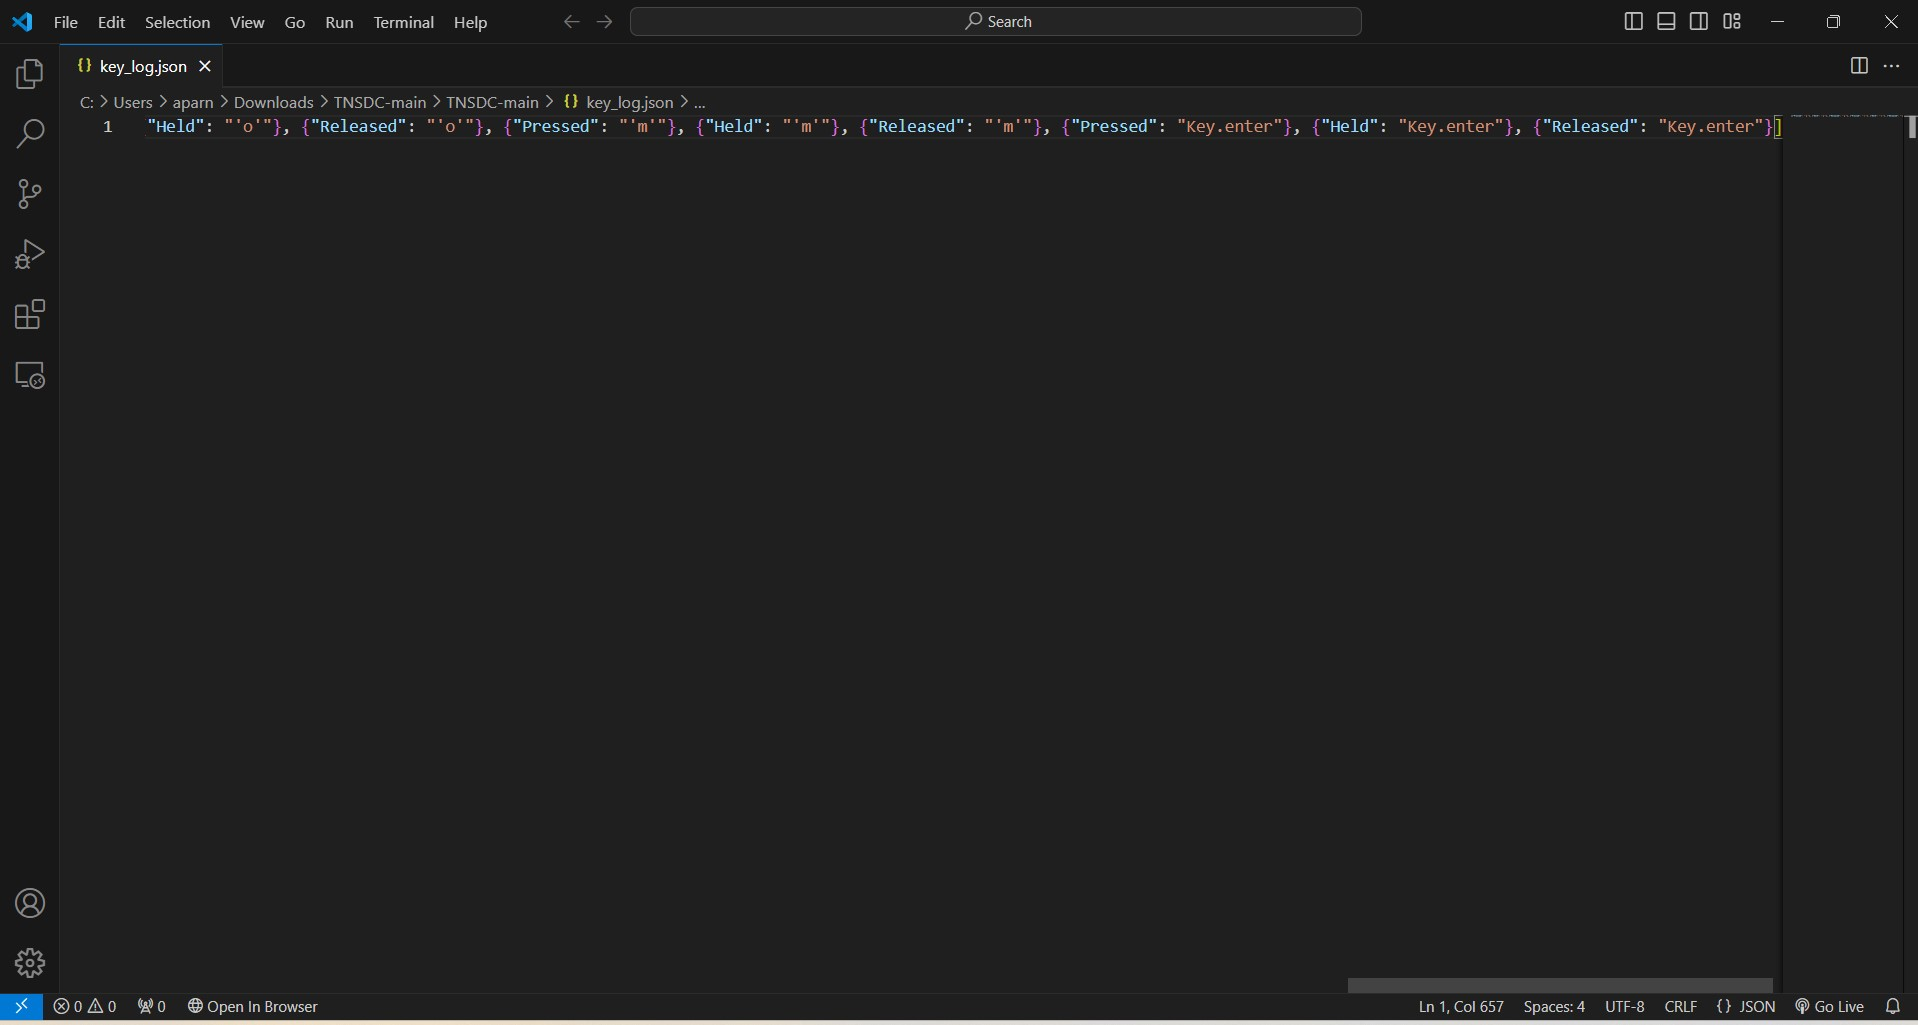 File Edit Selection View Go Run Terminal Help Search
{} key_log.json
C: > Users > aparn > Downloads > TNSDC-main > TNSDC-main > {} key_log.json > ...
1 "Held": "'o'"}, {"Released": "'o'"}, {"Pressed": "'m'"}, {"Held": "'m'"}, {"Released": "'m'"}, {"Pressed": "Key.enter"}, {"Held": "Key.enter"}, {"Released": "Key.enter"}]
0 0 0 Open In Browser Ln 1, Col 657 Spaces: 4 UTF-8 CRLF {} JSON Go Live